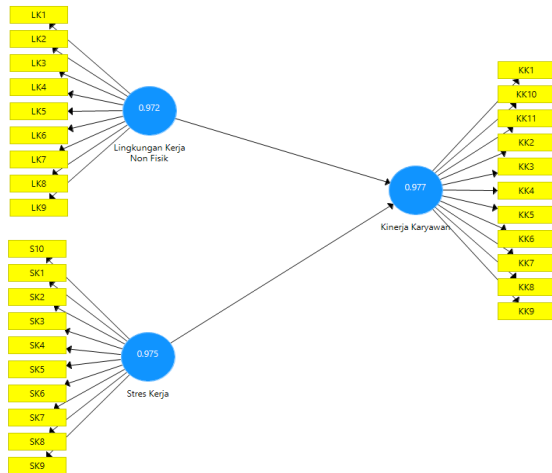 LK1
LK2
LK3
LK4
LK5
LK6
LK7
LK8
LK9
0.972
Lingkungan Kerja
Non Fisik
S10
SK1
SK2
SK3
SK4
SK5
SK6
SK7
SK8
SK9
0.975
Stres Kerja
0.977
Kinerja Karyawan
KK1
KK10
KK11
KK2
KK3
KK4
KK5
KK6
KK7
KK8
KK9